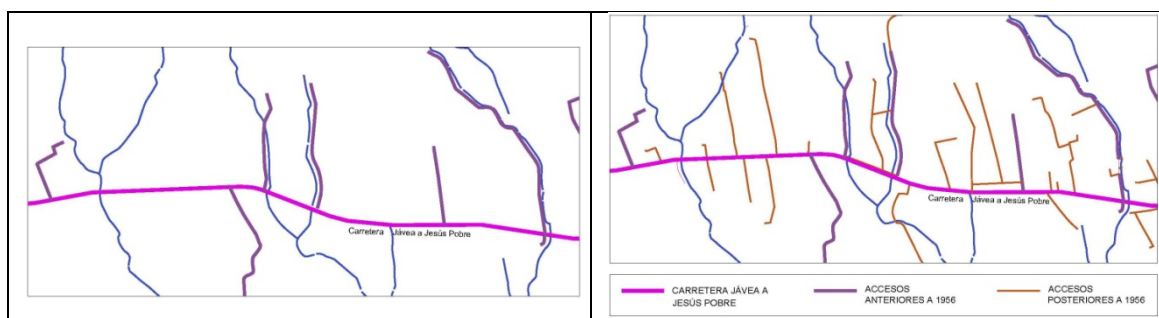 Carretera Jávea a Jesús Pobre
Carretera Jávea a Jesús Pobre
CARRETERA JÁVEA A
JESÚS POBRE
ACCESOS
ANTERIORES A 1956
ACCESOS
POSTERIORES A 1956